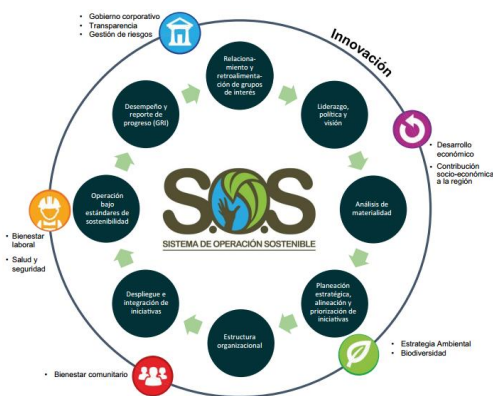 • Gobierno corporativo
• Transparencia
• Gestión de riesgos
Innovación
Relaciona-
miento y
retroalimenta-
ción de grupos
de interés
Liderazgo,
política y
visión
• Desarrollo
económico
• Contribución
socio-económica
a la región
Análisis de
materialidad
Planeación
estratégica,
alineación y
priorización de
iniciativas
• Estrategia Ambiental
• Biodiversidad
Estructura
organizacional
• Bienestar comunitario
Despliegue e
integración de
iniciativas
Operación
bajo
estándares de
sostenibilidad
• Bienestar
laboral
• Salud y
seguridad
Desempeño y
reporte de
progreso (GRI)
S.O.S
SISTEMA DE OPERACIÓN SOSTENIBLE